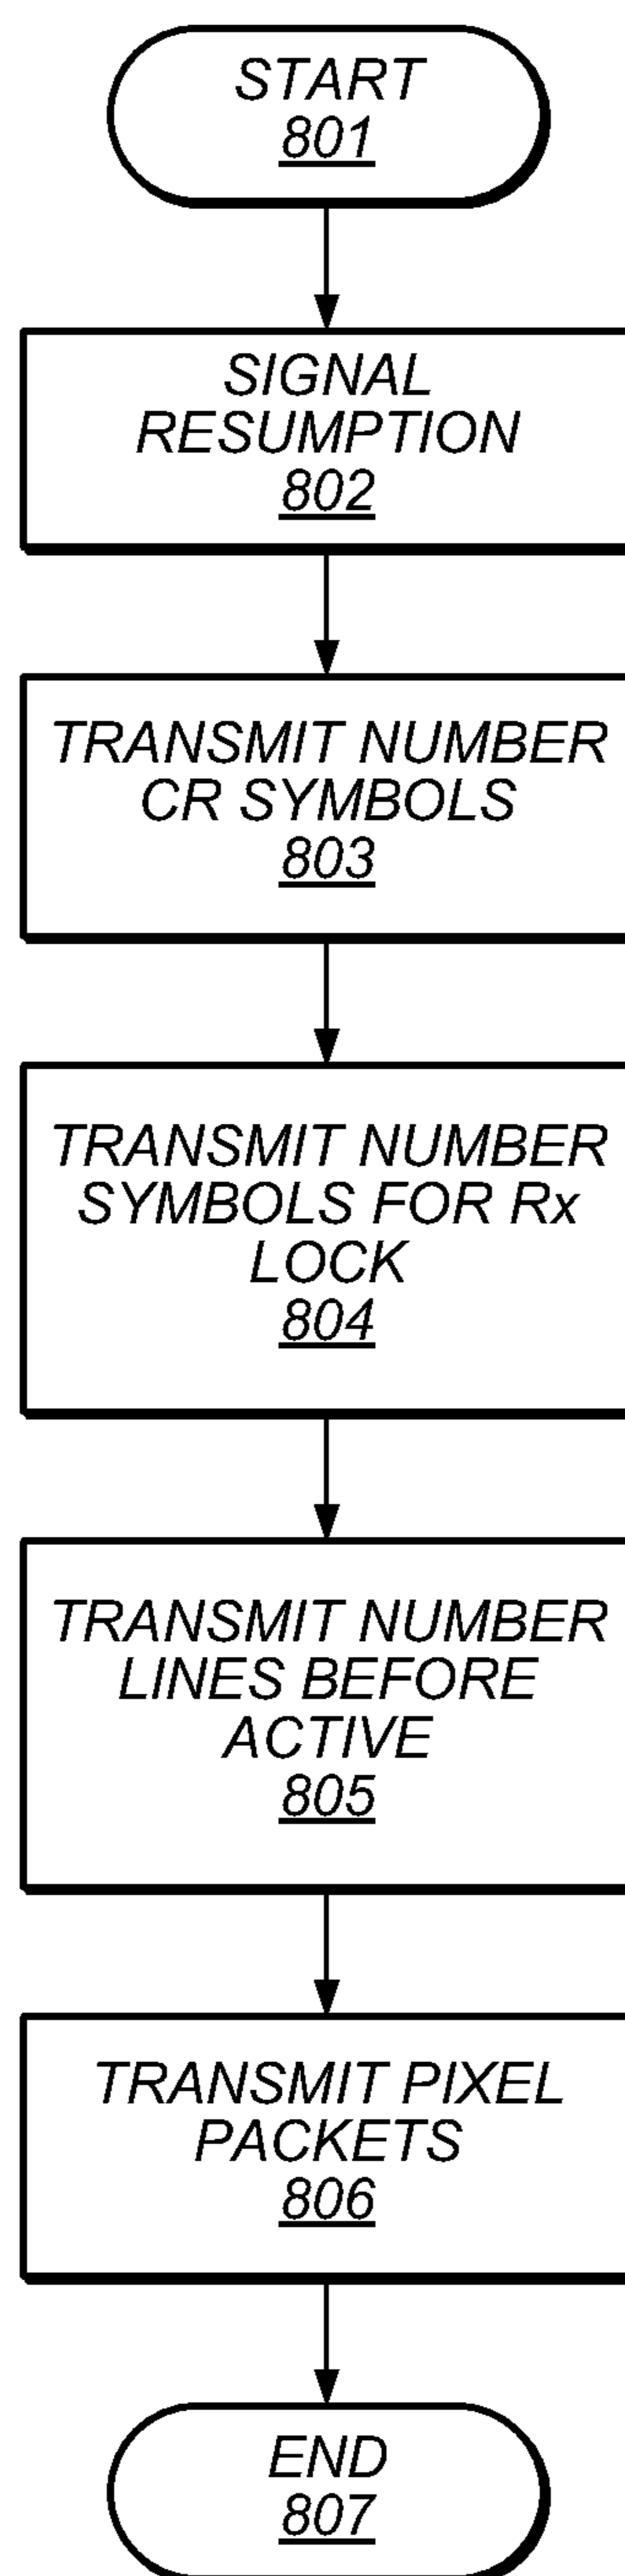 START
801
SIGNAL
RESUMPTION
802
TRANSMIT NUMBER
CR SYMBOLS
803
TRANSMIT NUMBER
SYMBOLS FOR Rx
LOCK
804
TRANSMIT NUMBER
LINES BEFORE
ACTIVE
805
TRANSMIT PIXEL
PACKETS
806
END
807